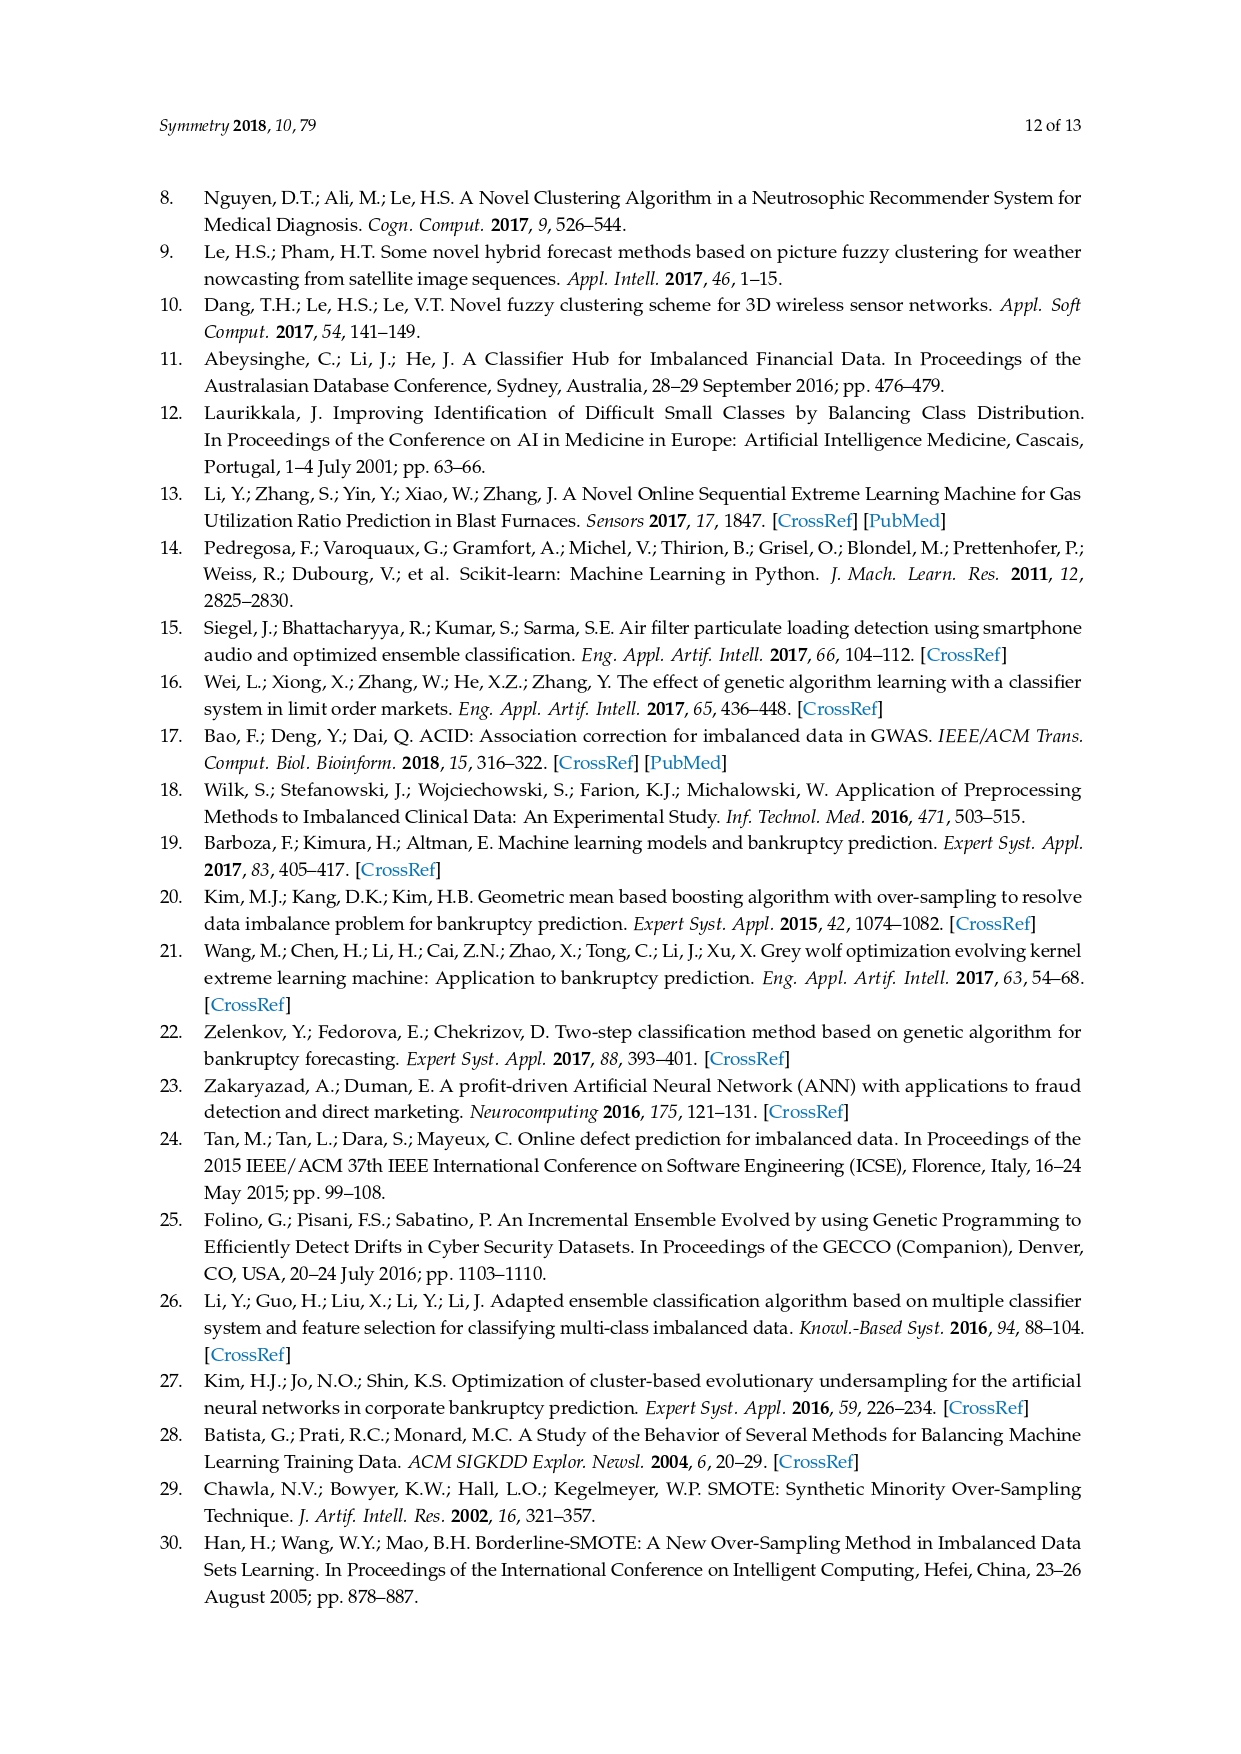 Symmetry 2018, 10, 79
12 of 13
8. Nguyen, D.T.; Ali, M.; Le, H.S. A Novel Clustering Algorithm in a Neutrosophic Recommender System for
Medical Diagnosis. Cogn. Comput. 2017, 9, 526–544.
9. Le, H.S.; Pham, H.T. Some novel hybrid forecast methods based on picture fuzzy clustering for weather
nowcasting from satellite image sequences. Appl. Intell. 2017, 46, 1–15.
10. Dang, T.H.; Le, H.S.; Le, V.T. Novel fuzzy clustering scheme for 3D wireless sensor networks. Appl. Soft
Comput. 2017, 54, 141–149.
11. Abeysinghe, C.; Li, J.; He, J. A Classifier Hub for Imbalanced Financial Data. In Proceedings of the
Australasian Database Conference, Sydney, Australia, 28–29 September 2016; pp. 476–479.
12. Laurikkala, J. Improving Identification of Difficult Small Classes by Balancing Class Distribution.
In Proceedings of the Conference on AI in Medicine in Europe: Artificial Intelligence Medicine, Cascais,
Portugal, 1–4 July 2001; pp. 63–66.
13. Li, Y.; Zhang, S.; Yin, Y.; Xiao, W.; Zhang, J. A Novel Online Sequential Extreme Learning Machine for Gas
Utilization Ratio Prediction in Blast Furnaces. Sensors 2017, 17, 1847. [CrossRef] [PubMed]
14. Pedregosa, F.; Varoquaux, G.; Gramfort, A.; Michel, V.; Thirion, B.; Grisel, O.; Blondel, M.; Prettenhofer, P.;
Weiss, R.; Dubourg, V.; et al. Scikit-learn: Machine Learning in Python. J. Mach. Learn. Res. 2011, 12,
2825–2830.
15. Siegel, J.; Bhattacharyya, R.; Kumar, S.; Sarma, S.E. Air filter particulate loading detection using smartphone
audio and optimized ensemble classification. Eng. Appl. Artif. Intell. 2017, 66, 104–112. [CrossRef]
16. Wei, L.; Xiong, X.; Zhang, W.; He, X.Z.; Zhang, Y. The effect of genetic algorithm learning with a classifier
system in limit order markets. Eng. Appl. Artif. Intell. 2017, 65, 436–448. [CrossRef]
17. Bao, F.; Deng, Y.; Dai, Q. ACID: Association correction for imbalanced data in GWAS. IEEE/ACM Trans.
Comput. Biol. Bioinform. 2018, 15, 316–322. [CrossRef] [PubMed]
18. Wilk, S.; Stefanowski, J.; Wojciechowski, S.; Farion, K.J.; Michalowski, W. Application of Preprocessing
Methods to Imbalanced Clinical Data: An Experimental Study. Inf. Technol. Med. 2016, 471, 503–515.
19. Barboza, F.; Kimura, H.; Altman, E. Machine learning models and bankruptcy prediction. Expert Syst. Appl.
2017, 83, 405–417. [CrossRef]
20. Kim, M.J.; Kang, D.K.; Kim, H.B. Geometric mean based boosting algorithm with over-sampling to resolve
data imbalance problem for bankruptcy prediction. Expert Syst. Appl. 2015, 42, 1074–1082. [CrossRef]
21. Wang, M.; Chen, H.; Li, H.; Cai, Z.N.; Zhao, X.; Tong, C.; Li, J.; Xu, X. Grey wolf optimization evolving kernel
extreme learning machine: Application to bankruptcy prediction. Eng. Appl. Artif. Intell. 2017, 63, 54–68.
[CrossRef]
22. Zelenkov, Y.; Fedorova, E.; Chekrizov, D. Two-step classification method based on genetic algorithm for
bankruptcy forecasting. Expert Syst. Appl. 2017, 88, 393–401. [CrossRef]
23. Zakaryazad, A.; Duman, E. A profit-driven Artificial Neural Network (ANN) with applications to fraud
detection and direct marketing. Neurocomputing 2016, 175, 121–131. [CrossRef]
24. Tan, M.; Tan, L.; Dara, S.; Mayeux, C. Online defect prediction for imbalanced data. In Proceedings of the
2015 IEEE/ACM 37th IEEE International Conference on Software Engineering (ICSE), Florence, Italy, 16–24
May 2015; pp. 99–108.
25. Folino, G.; Pisani, F.S.; Sabatino, P. An Incremental Ensemble Evolved by using Genetic Programming to
Efficiently Detect Drifts in Cyber Security Datasets. In Proceedings of the GECCO (Companion), Denver,
CO, USA, 20–24 July 2016; pp. 1103–1110.
26. Li, Y.; Guo, H.; Liu, X.; Li, Y.; Li, J. Adapted ensemble classification algorithm based on multiple classifier
system and feature selection for classifying multi-class imbalanced data. Knowl.-Based Syst. 2016, 94, 88–104.
[CrossRef]
27. Kim, H.J.; Jo, N.O.; Shin, K.S. Optimization of cluster-based evolutionary undersampling for the artificial
neural networks in corporate bankruptcy prediction. Expert Syst. Appl. 2016, 59, 226–234. [CrossRef]
28. Batista, G.; Prati, R.C.; Monard, M.C. A Study of the Behavior of Several Methods for Balancing Machine
Learning Training Data. ACM SIGKDD Explor. Newsl. 2004, 6, 20–29. [CrossRef]
29. Chawla, N.V.; Bowyer, K.W.; Hall, L.O.; Kegelmeyer, W.P. SMOTE: Synthetic Minority Over-Sampling
Technique. J. Artif. Intell. Res. 2002, 16, 321–357.
30. Han, H.; Wang, W.Y.; Mao, B.H. Borderline-SMOTE: A New Over-Sampling Method in Imbalanced Data
Sets Learning. In Proceedings of the International Conference on Intelligent Computing, Hefei, China, 23–26
August 2005; pp. 878–887.